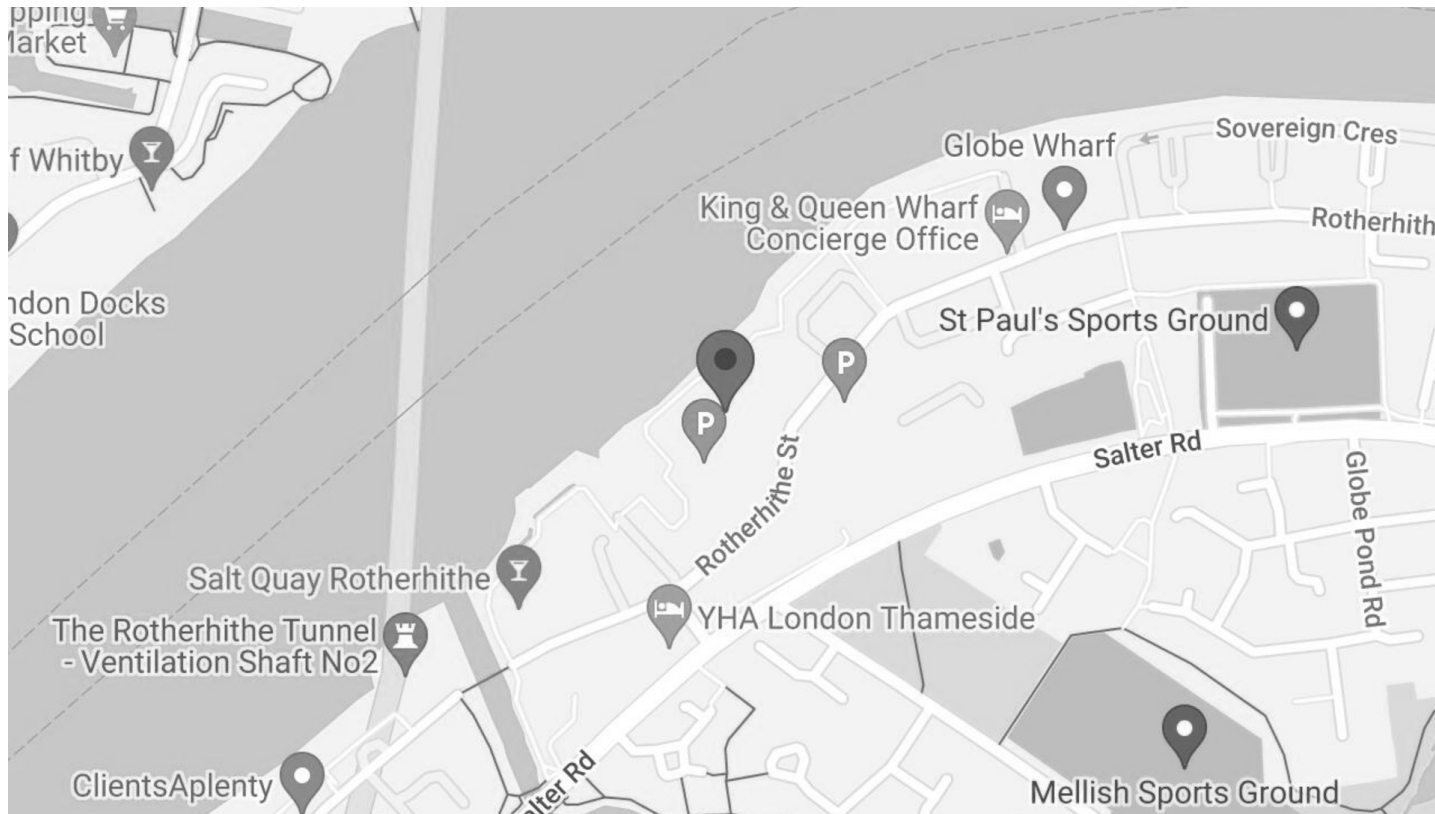 pping
Market
f Whitby
ndon Docks
School
Globe Wharf
Sovereign Cres
King & Queen Wharf
Concierge Office
Rotherhith
St Paul's Sports Ground
P
P
Rotherhithe St
Salter Rd
Globe Pond Rd
Salt Quay Rotherhithe
YHA London Thameside
The Rotherhithe Tunnel
- Ventilation Shaft No2
ClientsAplenty
Salter Rd
Mellish Sports Ground